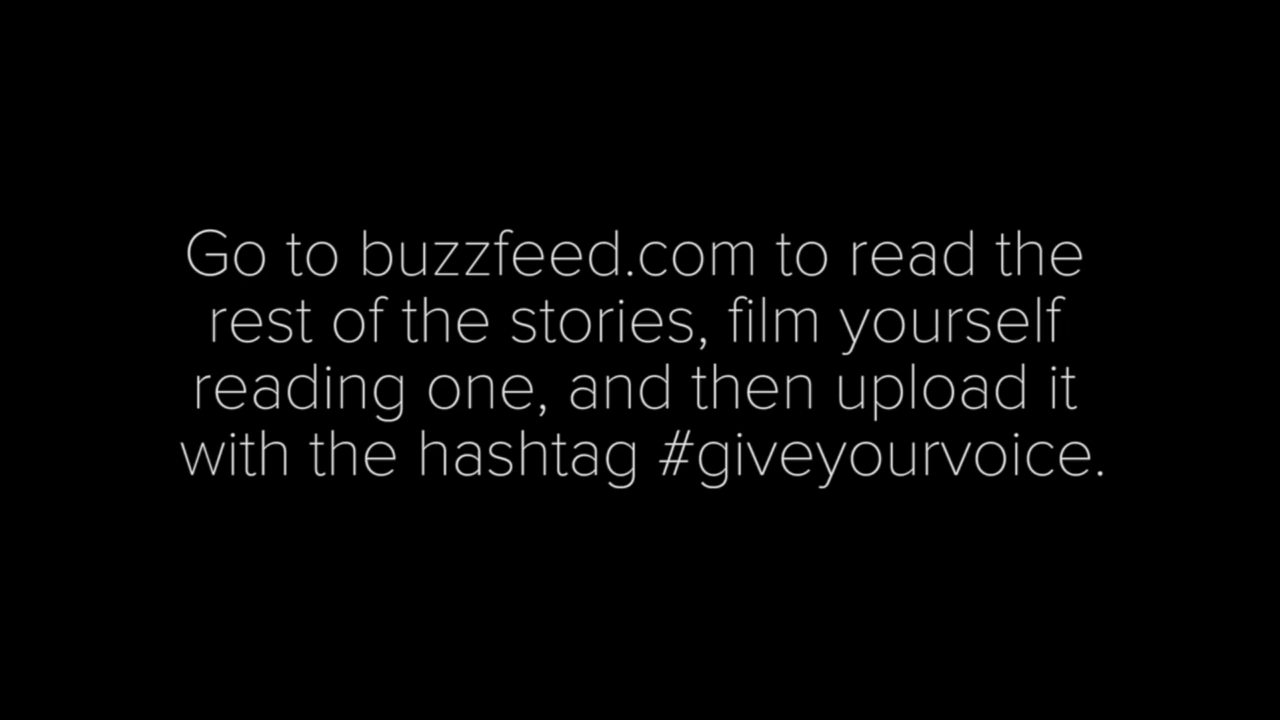 Go to buzzfeed.com to read the
rest of the stories, film yourself
reading one, and then upload it
with the hashtag #giveyourvoice.